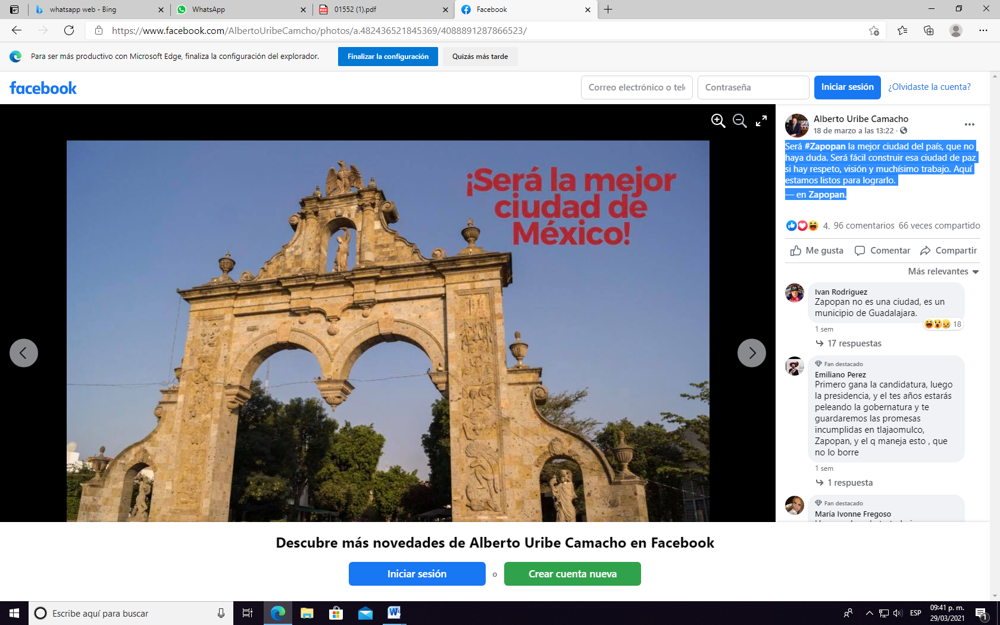 whatsapp web - Bing
WhatsApp
01552 (1).pdf
Facebook
https://www.facebook.com/AlbertoUribeCamcho/photos/a.482436521845369/4088891287866523/
Para ser más productivo con Microsoft Edge, finaliza la configuración del explorador.
Finalizar la configuración
Quizás más tarde
facebook
Correo electrónico o tel
Contraseña
Iniciar sesión
¿Olvidaste la cuenta?
¡Será la mejor
ciudad de
México!
Alberto Uribe Camacho
18 de marzo a las 13:22 ·
Será #Zapopan la mejor ciudad del país, que no
haya duda. Será fácil construir esa ciudad de paz
si hay respeto, visión y muchísimo trabajo. Aquí
estamos listos para lograrlo.
— en Zapopan.
4. 96 comentarios 66 veces compartido
Me gusta
Comentar
Compartir
Más relevantes
Ivan Rodriguez
Zapopan no es una ciudad, es un
municipio de Guadalajara.
18
1 sem
17 respuestas
Fan destacado
Emiliano Perez
Primero gana la candidatura, luego
la presidencia, y el tes años estarás
peleando la gobernatura y te
guardaremos las promesas
incumplidas en tlajaomulco,
Zapopan, y el q maneja esto , que
no lo borre
1 sem
1 respuesta
Fan destacado
María Ivonne Fregoso
Descubre más novedades de Alberto Uribe Camacho en Facebook
Iniciar sesión
o
Crear cuenta nueva
Escribe aquí para buscar
ESP
09:41 p. m.
29/03/2021
1